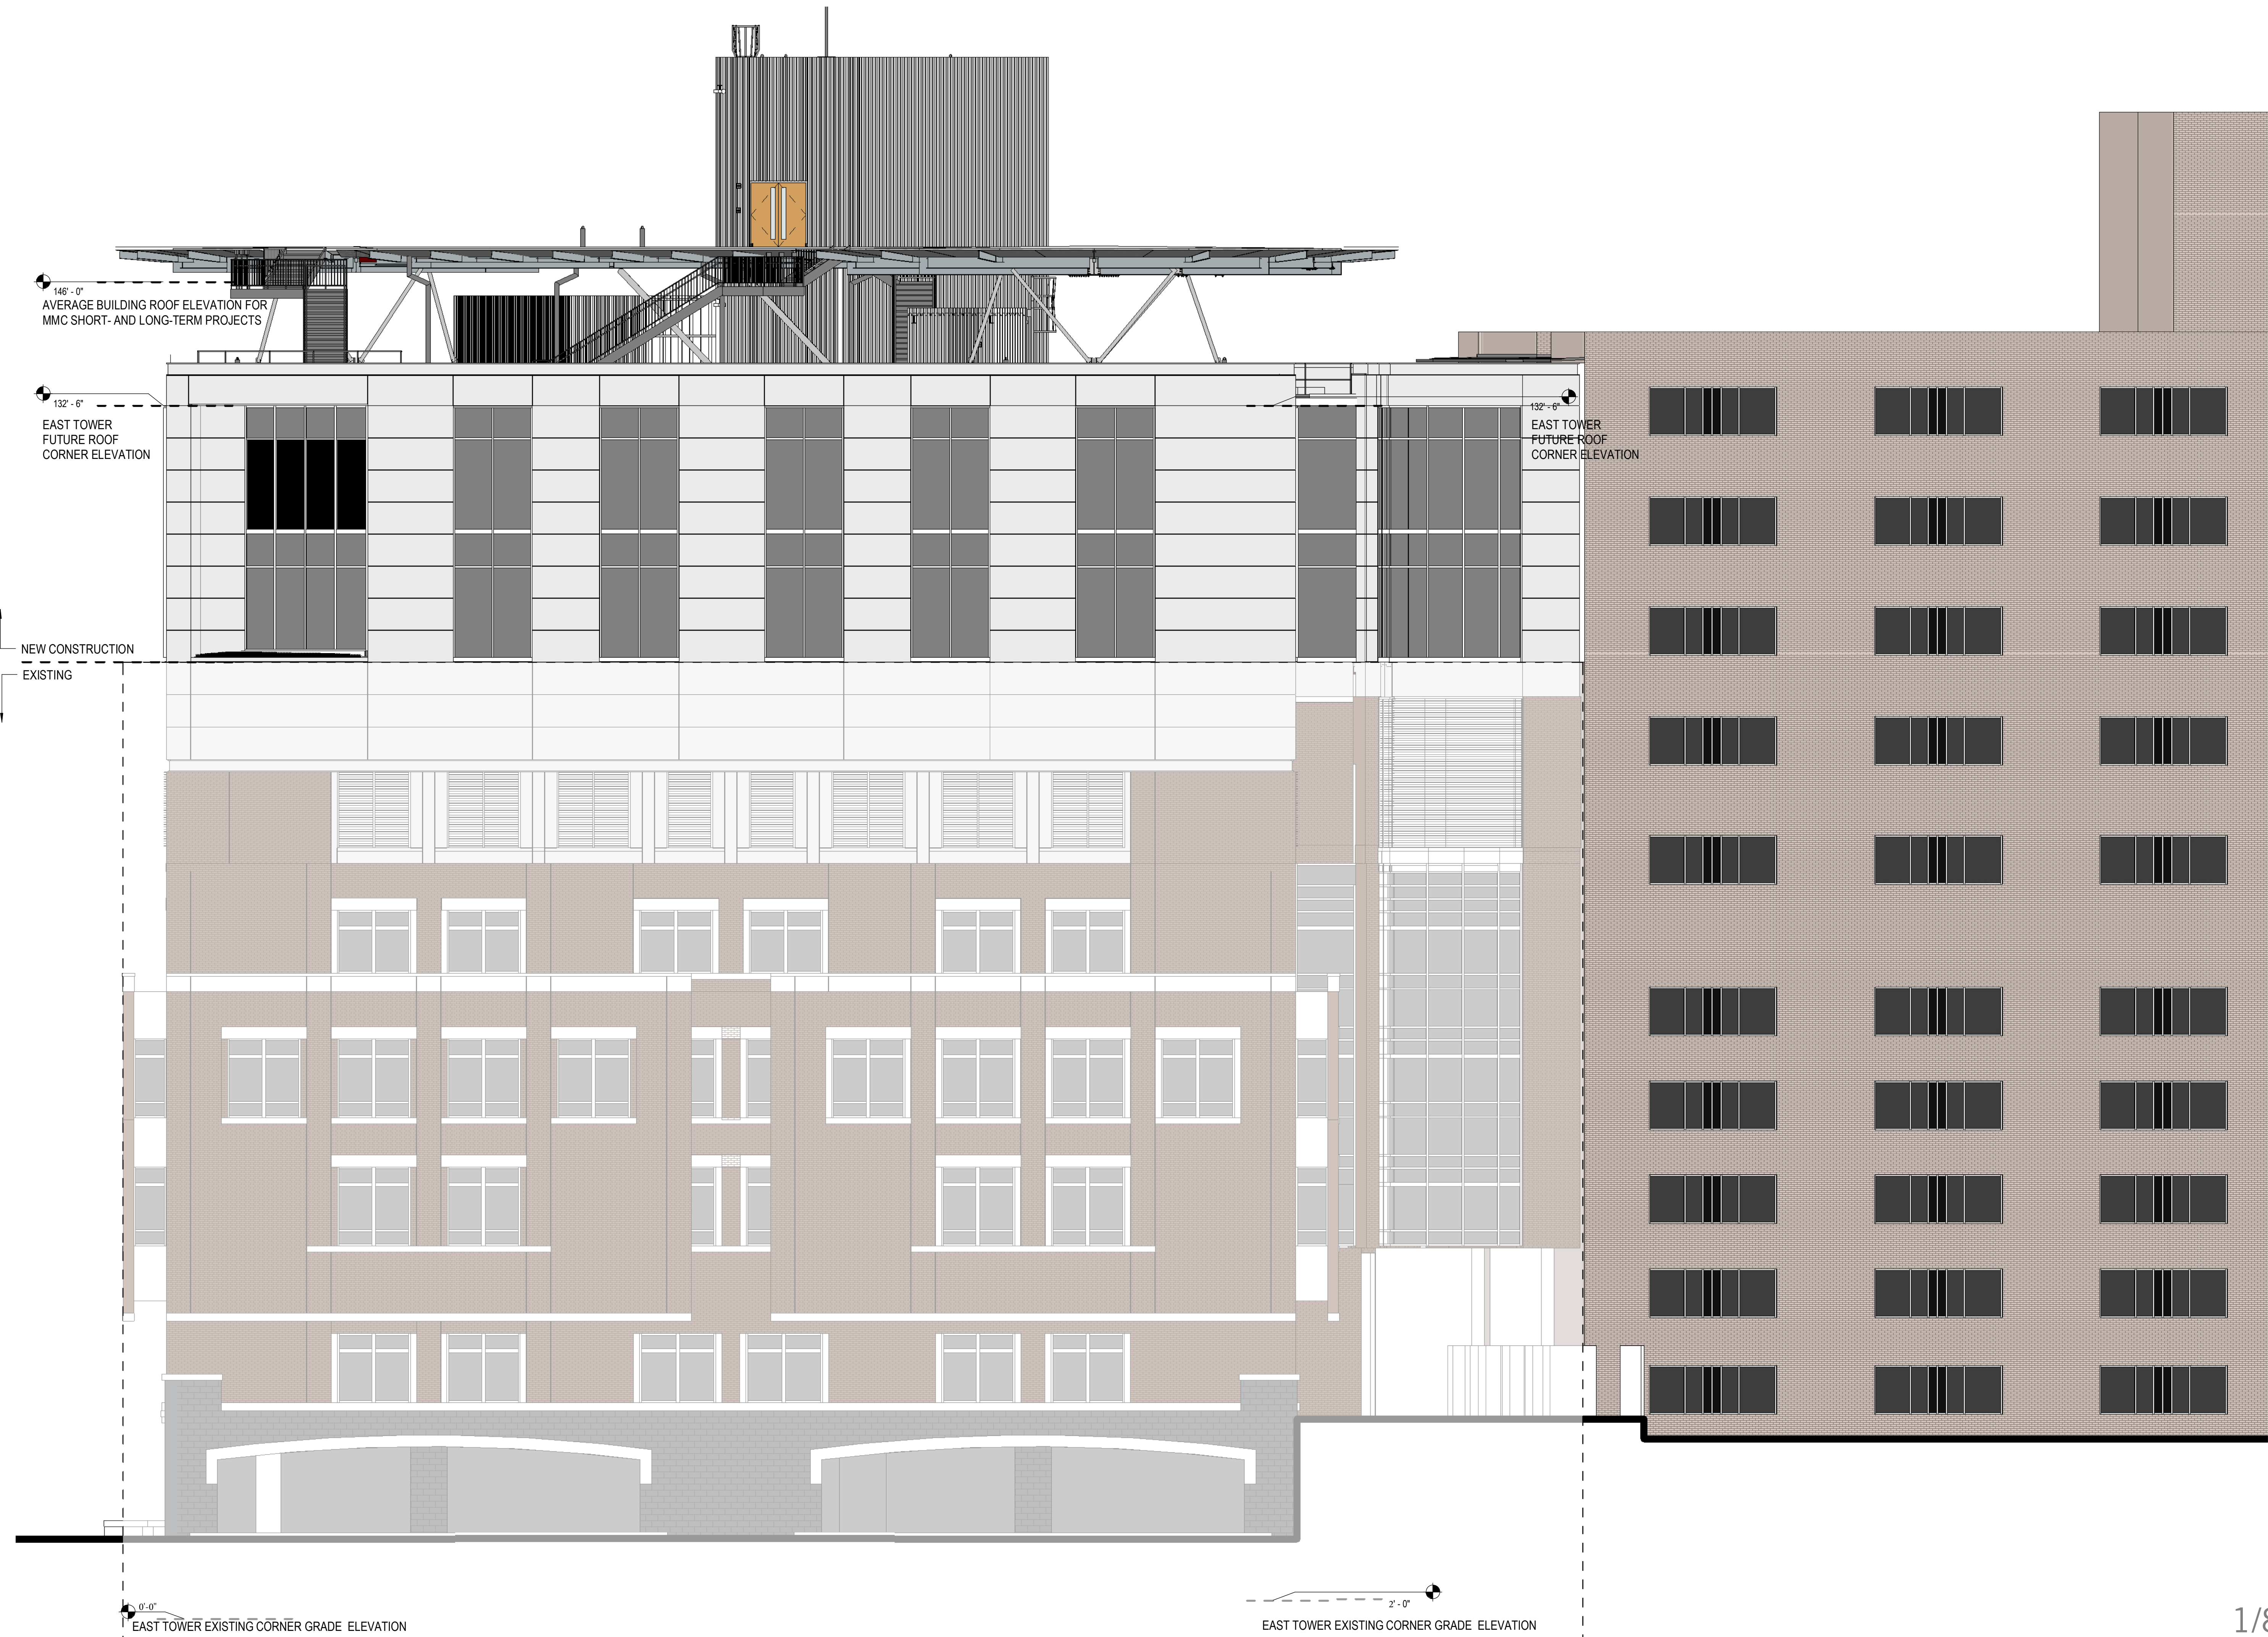 146' - 0"
AVERAGE BUILDING ROOF ELEVATION FOR
MMC SHORT- AND LONG-TERM PROJECTS
132' - 6"
EAST TOWER
FUTURE ROOF
CORNER ELEVATION
132' - 6"
EAST TOWER
FUTURE ROOF
CORNER ELEVATION
NEW CONSTRUCTION
EXISTING
0'-0"
EAST TOWER EXISTING CORNER GRADE ELEVATION
2' - 0"
EAST TOWER EXISTING CORNER GRADE ELEVATION